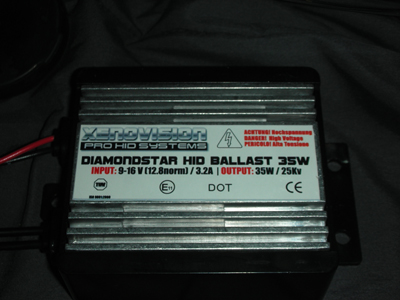 XENOVISION
PRO HID SYSTEMS
ACHTUNG! Hochspannung
DANGER! High Voltage
PERICOLO! Alta Tensione
DIAMONDSTAR HID BALLAST 35W
INPUT: 9-16 V (12.8norm) / 3.2A | OUTPUT: 35W / 25Kv
DOT
CE